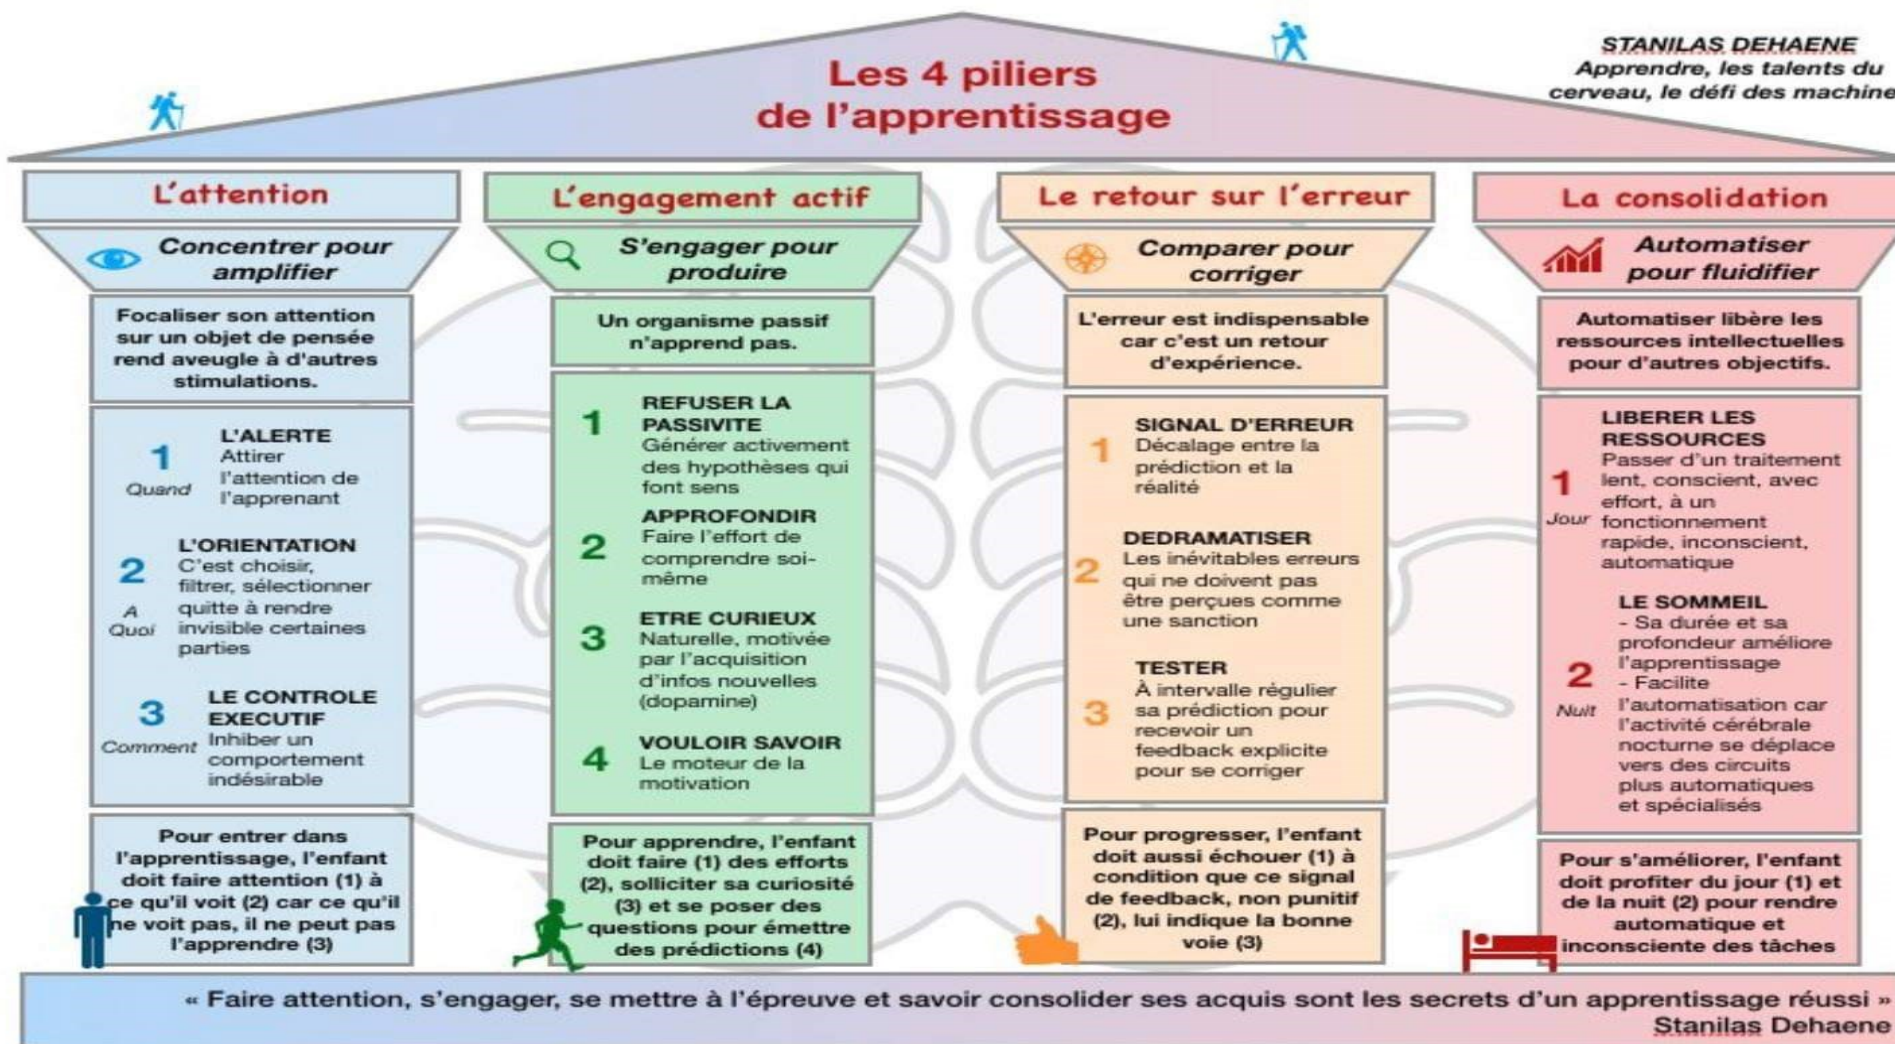 Les 4 piliers
de l'apprentissage
STANILAS DEHAENE
Apprendre, les talents du
cerveau, le défi des machine
L'attention
Concentrer pour
amplifier
Focaliser son attention
sur un objet de pensée
rend aveugle à d'autres
stimulations.
1
Quand
L'ALERTE
Attirer
l'attention de
l'apprenant
2
A
Quoi
L'ORIENTATION
C'est choisir,
filtrer, sélectionner
quitte à rendre
invisible certaines
parties
3
Comment
LE CONTROLE
EXECUTIF
Inhiber un
comportement
indésirable
Pour entrer dans
l'apprentissage, l'enfant
doit faire attention (1) à
ce qu'il voit (2) car ce qu'il
ne voit pas, il ne peut pas
l'apprendre (3)
L'engagement actif
S'engager pour
produire
Un organisme passif
n'apprend pas.
1
REFUSER LA
PASSIVITE
Générer activement
des hypothèses qui
font sens
2
APPROFONDIR
Faire l'effort de
comprendre soi-
même
3
ETRE CURIEUX
Naturelle, motivée
par l'acquisition
d'infos nouvelles
(dopamine)
4
VOULOIR SAVOIR
Le moteur de la
motivation
Pour apprendre, l'enfant
doit faire (1) des efforts
(2), solliciter sa curiosité
(3) et se poser des
questions pour émettre
des prédictions (4)
Le retour sur l'erreur
Comparer pour
corriger
L'erreur est indispensable
car c'est un retour
d'expérience.
1
SIGNAL D'ERREUR
Décalage entre la
prédiction et la
réalité
2
DEDRAMATISER
Les inévitables erreurs
qui ne doivent pas
être perçues comme
une sanction
3
TESTER
À intervalle régulier
sa prédiction pour
recevoir un
feedback explicite
pour se corriger
Pour progresser, l'enfant
doit aussi échouer (1) à
condition que ce signal
de feedback, non punitif
(2), lui indique la bonne
voie (3)
La consolidation
Automatiser
pour fluidifier
Automatiser libère les
ressources intellectuelles
pour d'autres objectifs.
1
Jour
LIBERER LES
RESSOURCES
Passer d'un traitement
lent, conscient, avec
effort, à un
fonctionnement
rapide, inconscient,
automatique
2
Nuit
LE SOMMEIL
- Sa durée et sa
profondeur améliore
l'apprentissage
- Facilite
l'automatisation car
l'activité cérébrale
nocturne se déplace
vers des circuits
plus automatiques
et spécialisés
Pour s'améliorer, l'enfant
doit profiter du jour (1) et
de la nuit (2) pour rendre
automatique et
inconsciente des tâches
« Faire attention, s'engager, se mettre à l'épreuve et savoir consolider ses acquis sont les secrets d'un apprentissage réussi »
Stanilas Dehaene